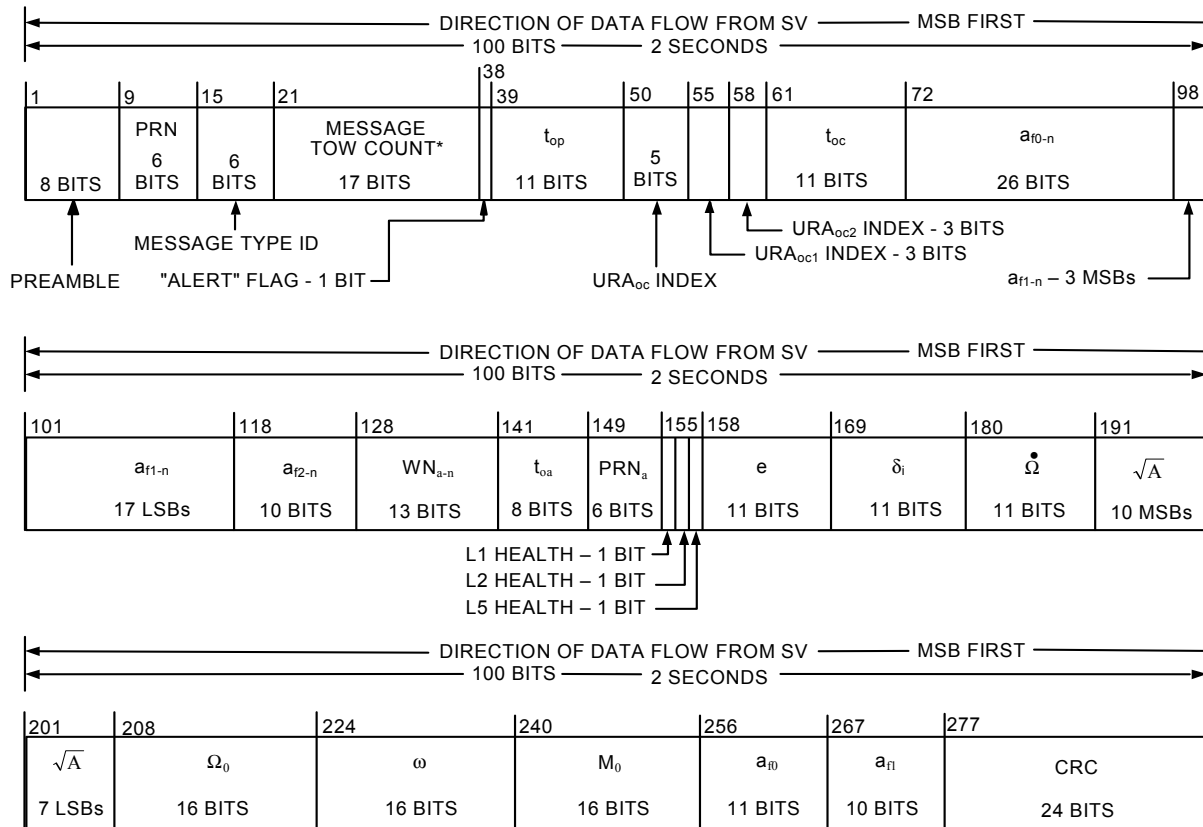 DIRECTION OF DATA FLOW FROM SV MSB FIRST
100 BITS 2 SECONDS
38
1 9 15 21 39 50 55 58 61 72 98
PRN MESSAGE
TOW COUNT* t_op t_oc a_f0-n
6 6 5
8 BITS BITS BITS 17 BITS 11 BITS BITS 11 BITS 26 BITS
URA_oc2 INDEX - 3 BITS
MESSAGE TYPE ID URA_oc1 INDEX - 3 BITS
PREAMBLE "ALERT" FLAG - 1 BIT URA_oc INDEX a_f1-n – 3 MSBs
DIRECTION OF DATA FLOW FROM SV MSB FIRST
100 BITS 2 SECONDS
101 118 128 141 149 155 158 169 180 191
a_f1-n a_f2-n WN_a-n t_oa PRN_a e δ_i Ω̇ √A
17 LSBs 10 BITS 13 BITS 8 BITS 6 BITS 11 BITS 11 BITS 11 BITS 10 MSBs
L1 HEALTH – 1 BIT
L2 HEALTH – 1 BIT
L5 HEALTH – 1 BIT
DIRECTION OF DATA FLOW FROM SV MSB FIRST
100 BITS 2 SECONDS
201 208 224 240 256 267 277
√A Ω_0 ω M_0 a_f0 a_f1 CRC
7 LSBs 16 BITS 16 BITS 16 BITS 11 BITS 10 BITS 24 BITS